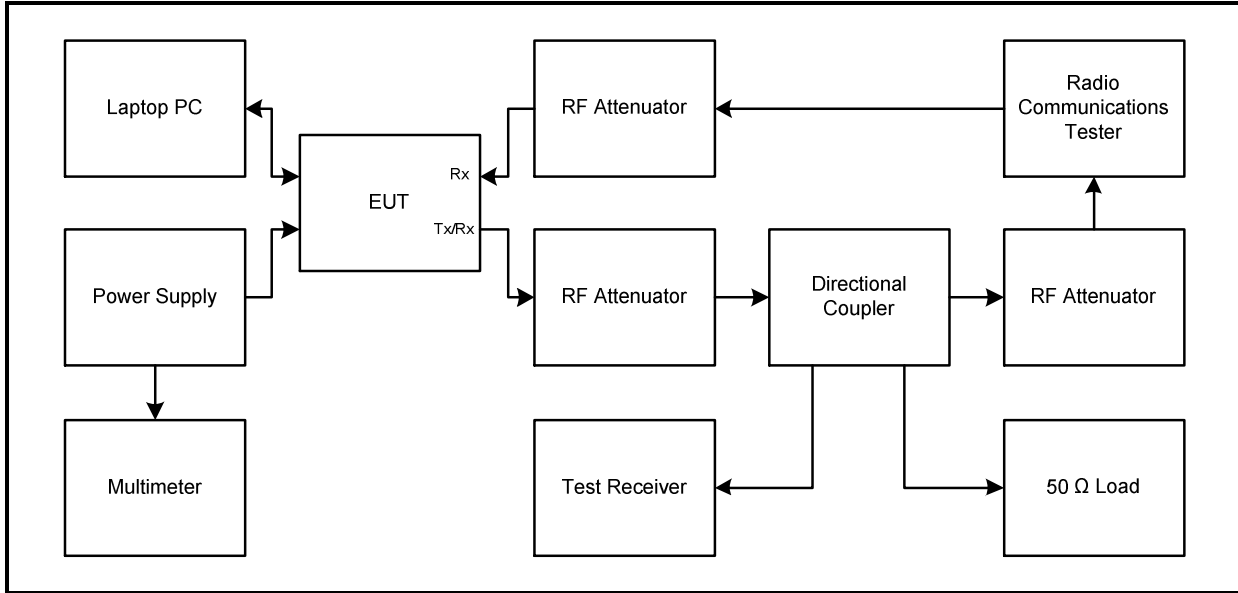 Laptop PC
RF Attenuator
Radio
Communications
Tester
Rx
EUT
Tx/Rx
Power Supply
RF Attenuator
Directional
Coupler
RF Attenuator
Multimeter
Test Receiver
50 Ω Load